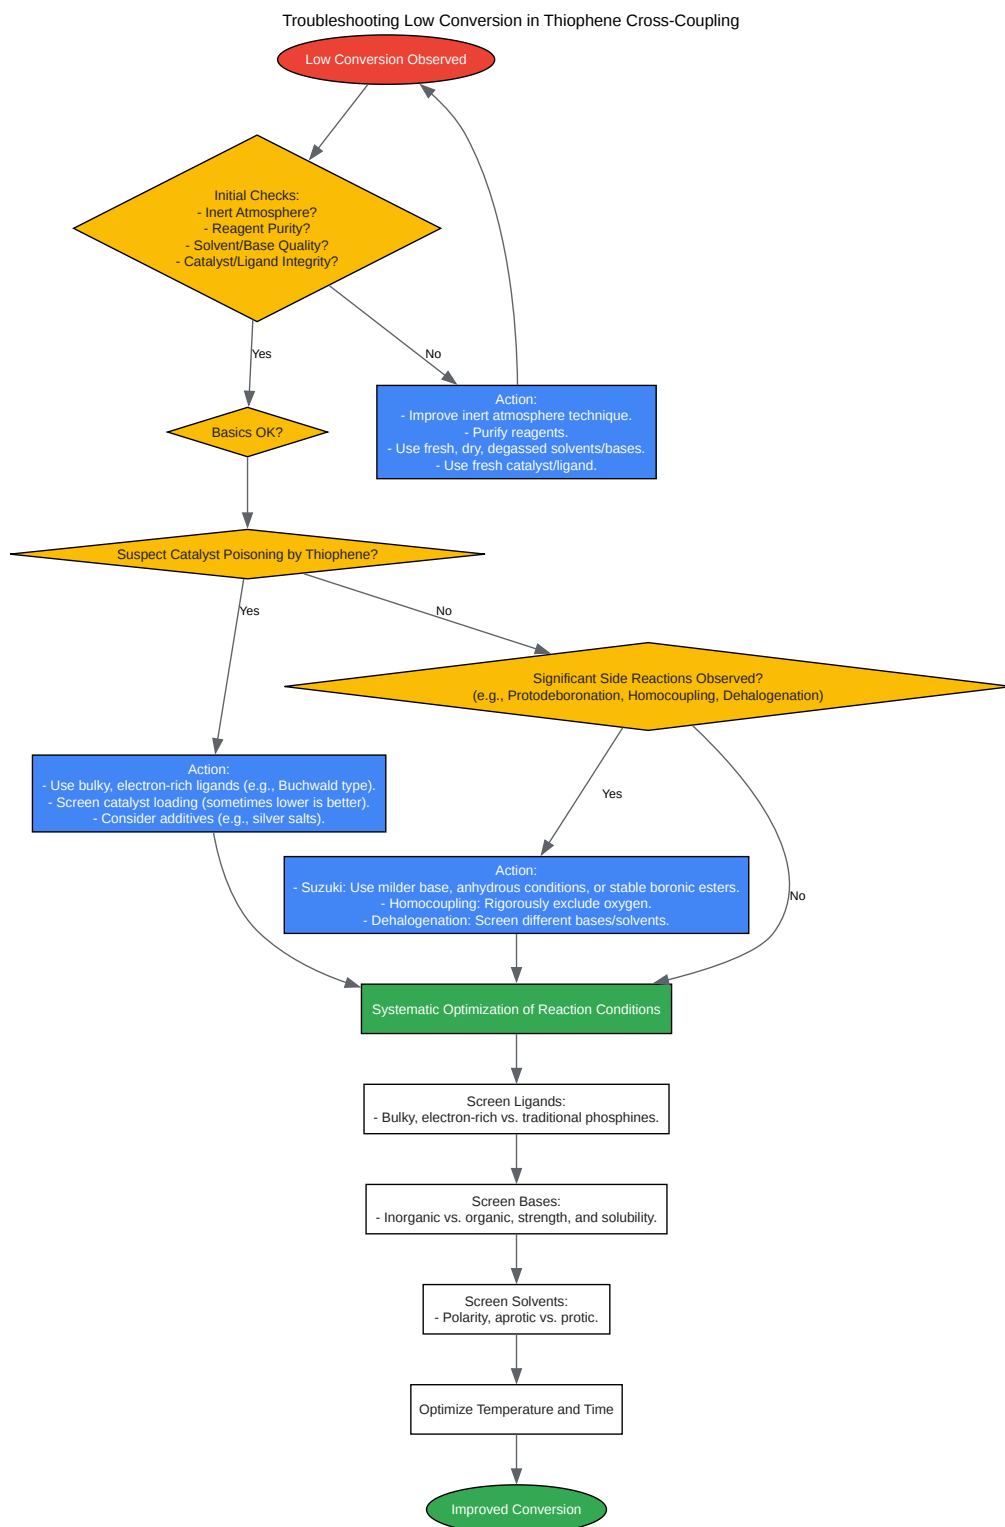 Troubleshooting Low Conversion in Thiophene Cross-Coupling
Low Conversion Observed
Initial Checks:
- Inert Atmosphere?
- Reagent Purity?
- Solvent/Base Quality?
- Catalyst/Ligand Integrity?
Yes
No
Action:
- Improve inert atmosphere technique.
- Purify reagents.
- Use fresh, dry, degassed solvents/bases.
- Use fresh catalyst/ligand.
Basics OK?
Suspect Catalyst Poisoning by Thiophene?
Yes
No
Significant Side Reactions Observed?
(e.g., Protodeboronation, Homocoupling, Dehalogenation)
Action:
- Use bulky, electron-rich ligands (e.g., Buchwald type).
- Screen catalyst loading (sometimes lower is better).
- Consider additives (e.g., silver salts).
Yes
No
Action:
- Suzuki: Use milder base, anhydrous conditions, or stable boronic esters.
- Homocoupling: Rigorously exclude oxygen.
- Dehalogenation: Screen different bases/solvents.
Systematic Optimization of Reaction Conditions
Screen Ligands:
- Bulky, electron-rich vs. traditional phosphines.
Screen Bases:
- Inorganic vs. organic, strength, and solubility.
Screen Solvents:
- Polarity, aprotic vs. protic.
Optimize Temperature and Time
Improved Conversion